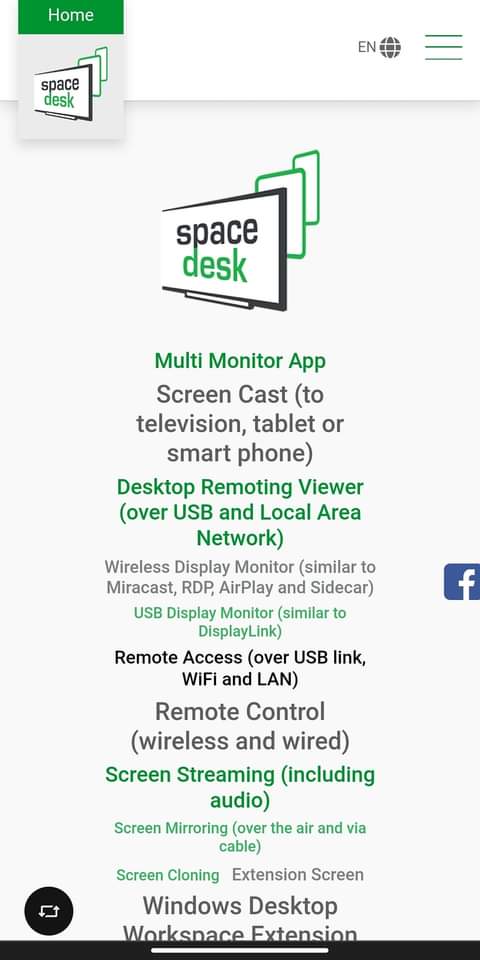 Home
EN
space
desk
space
desk
Multi Monitor App
Screen Cast (to
television, tablet or
smart phone)
Desktop Remoting Viewer
(over USB and Local Area
Network)
Wireless Display Monitor (similar to
Miracast, RDP, AirPlay and Sidecar)
USB Display Monitor (similar to
DisplayLink)
Remote Access (over USB link,
WiFi and LAN)
Remote Control
(wireless and wired)
Screen Streaming (including
audio)
Screen Mirroring (over the air and via
cable)
Screen Cloning Extension Screen
Windows Desktop
Workspace Extension